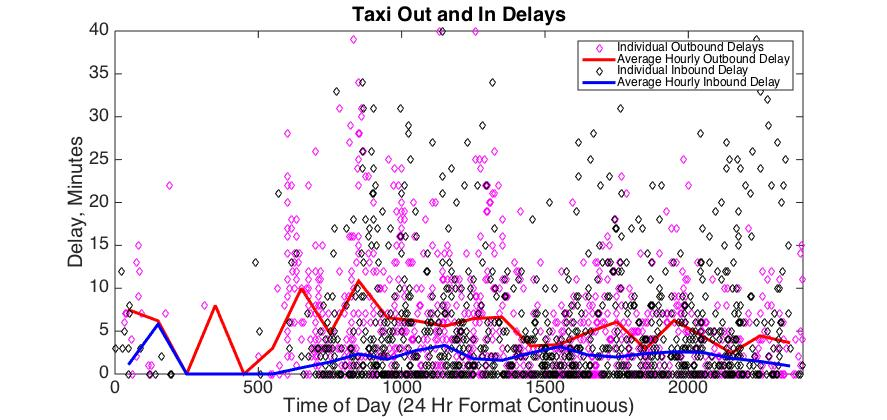 Taxi Out and In Delays
40
35
30
25
20
15
10
5
0
Delay, Minutes
Individual Outbound Delays
Average Hourly Outbound Delay
Individual Inbound Delay
Average Hourly Inbound Delay
0 500 1000 1500 2000
Time of Day (24 Hr Format Continuous)